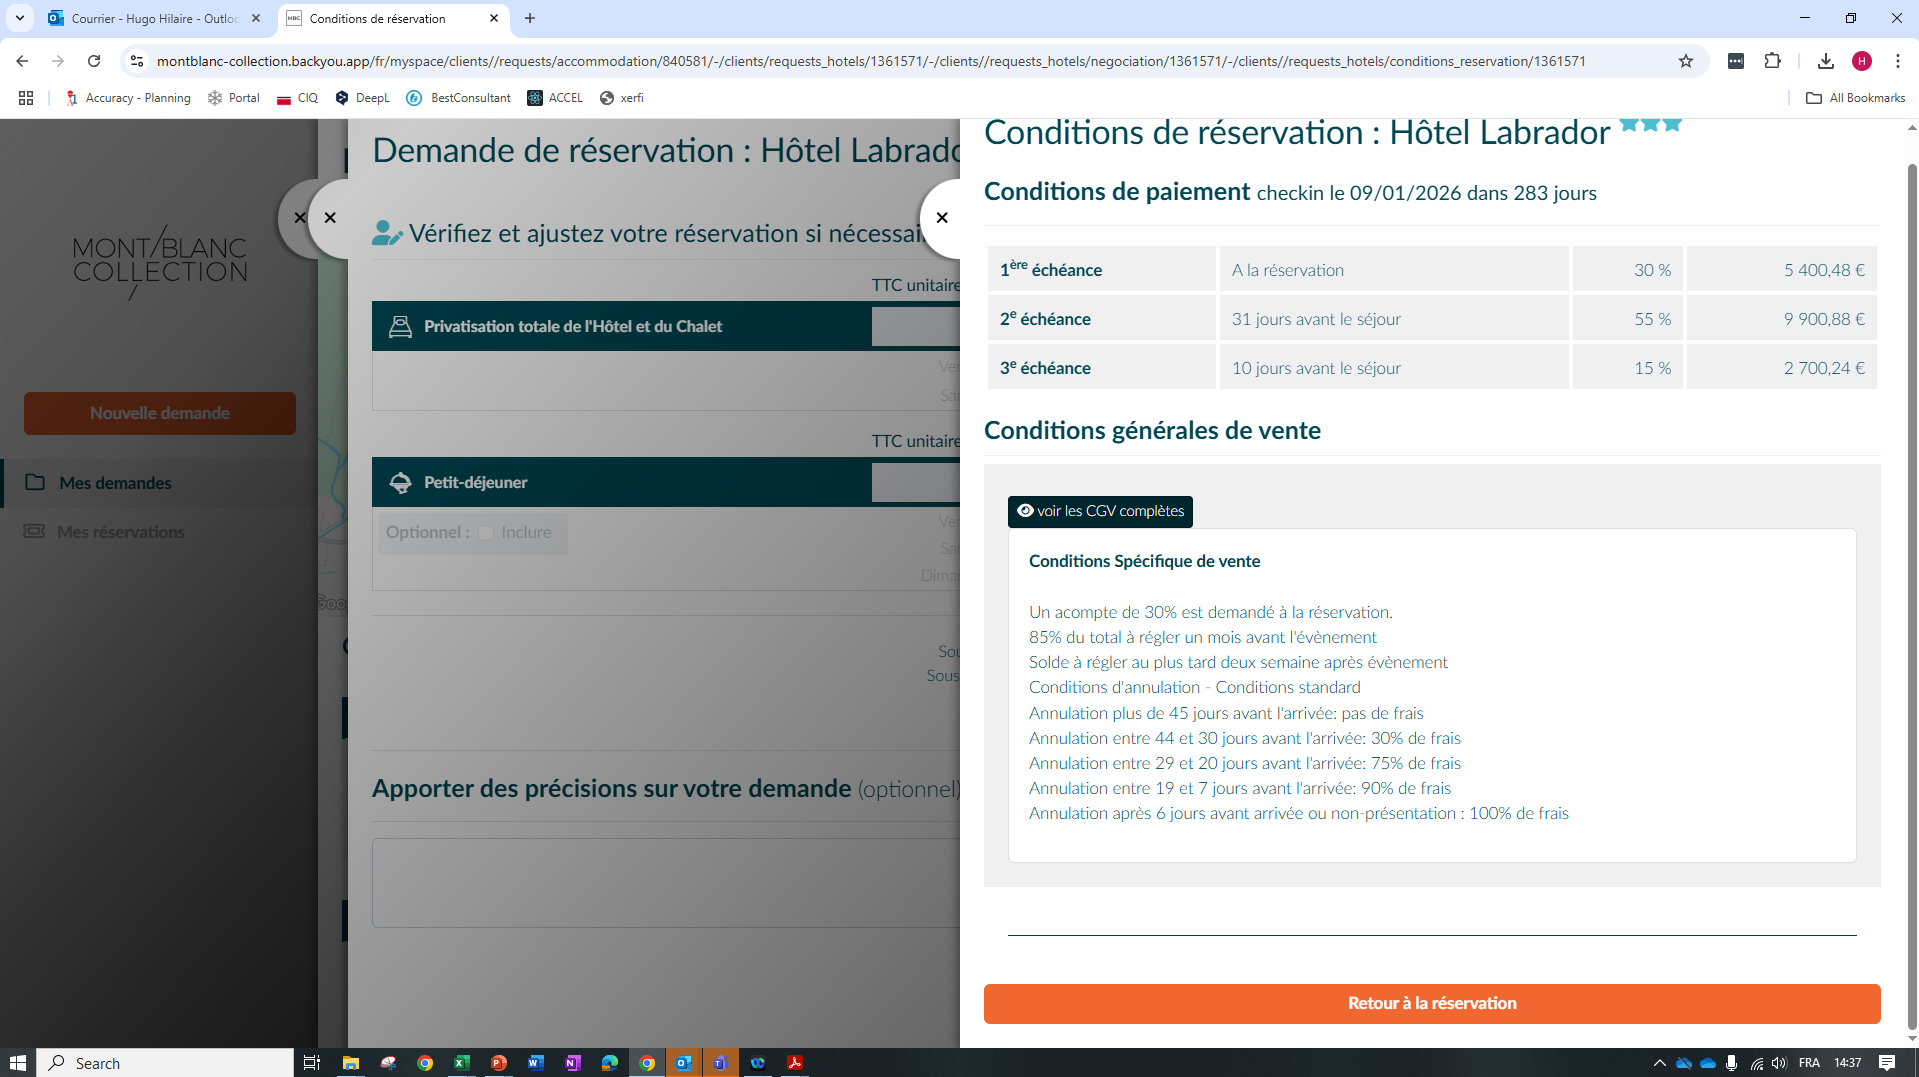 Courrier - Hugo Hilaire - Outloo
Conditions de réservation
montblanc-collection.backyou.app/fr/myspace/clients//requests/accommodation/840581/-/clients/requests_hotels/1361571/-/clients//requests_hotels/negociation/1361571/-/clients//requests_hotels/conditions_reservation/1361571
H
Accuracy - Planning
Portal
CIQ
DeepL
BestConsultant
ACCEL
xerfi
All Bookmarks
MONT/BLANC
COLLECTION
Nouvelle demande
Mes demandes
Mes réservations
Demande de réservation : Hôtel Labrado
Vérifiez et ajustez votre réservation si nécessai
TTC unitaire
Privatisation totale de l'Hôtel et du Chalet
Ve
Sa
TTC unitaire
Petit-déjeuner
Optionnel : Inclure
Ve
Sa
Dima
Goo
Sou
Sous
Apporter des précisions sur votre demande (optionnel)
Conditions de réservation : Hôtel Labrador
Conditions de paiement checkin le 09/01/2026 dans 283 jours
1ère échéance A la réservation 30 % 5 400,48 €
2e échéance 31 jours avant le séjour 55 % 9 900,88 €
3e échéance 10 jours avant le séjour 15 % 2 700,24 €
Conditions générales de vente
voir les CGV complètes
Conditions Spécifique de vente
Un acompte de 30% est demandé à la réservation.
85% du total à régler un mois avant l'évènement
Solde à régler au plus tard deux semaine après évènement
Conditions d'annulation - Conditions standard
Annulation plus de 45 jours avant l'arrivée: pas de frais
Annulation entre 44 et 30 jours avant l'arrivée: 30% de frais
Annulation entre 29 et 20 jours avant l'arrivée: 75% de frais
Annulation entre 19 et 7 jours avant l'arrivée: 90% de frais
Annulation après 6 jours avant arrivée ou non-présentation : 100% de frais
Retour à la réservation
Search
FRA
14:37